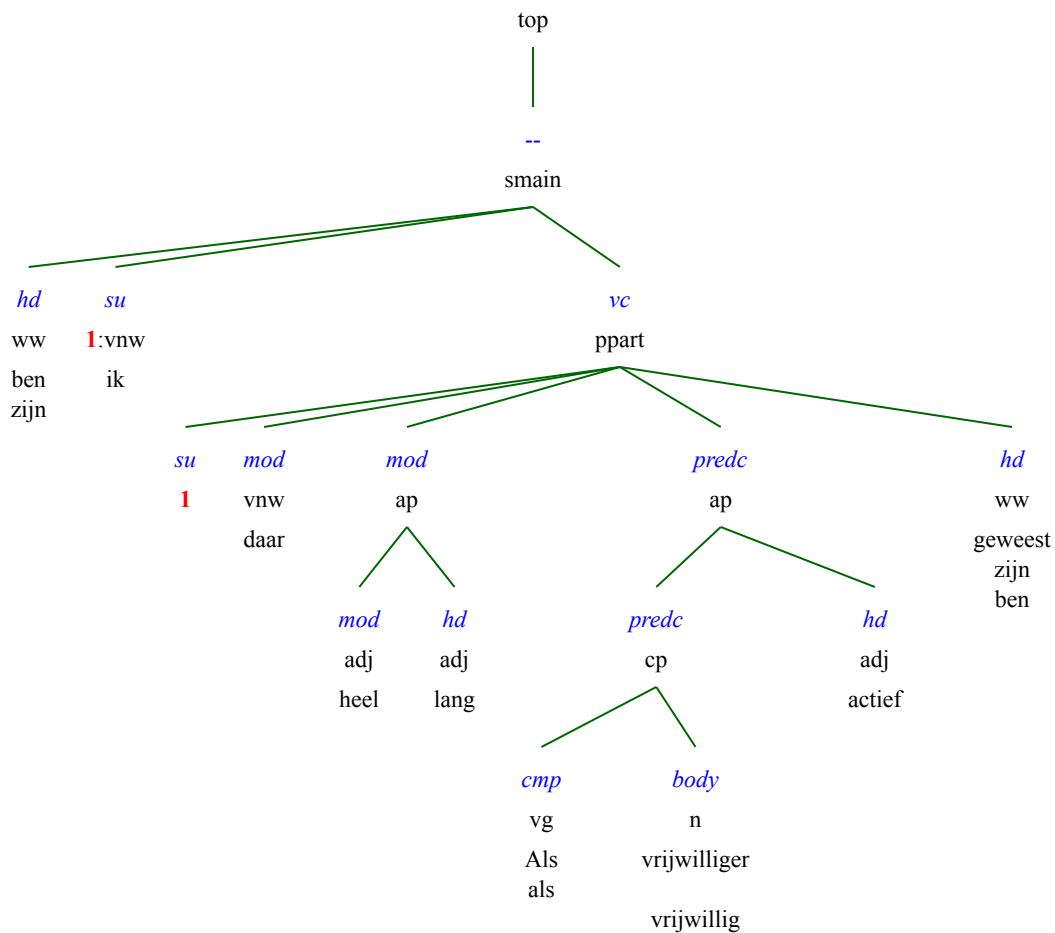 top
--
smain
hd su vc
ww 1:vnw ppart
ben ik
zijn
su mod mod predc hd
1 vnw ap ap ww
daar geweest
zijn
ben
mod hd predc hd
adj adj cp adj
heel lang actief
cmp body
vg n
Als vrijwilliger
als
vrijwillig